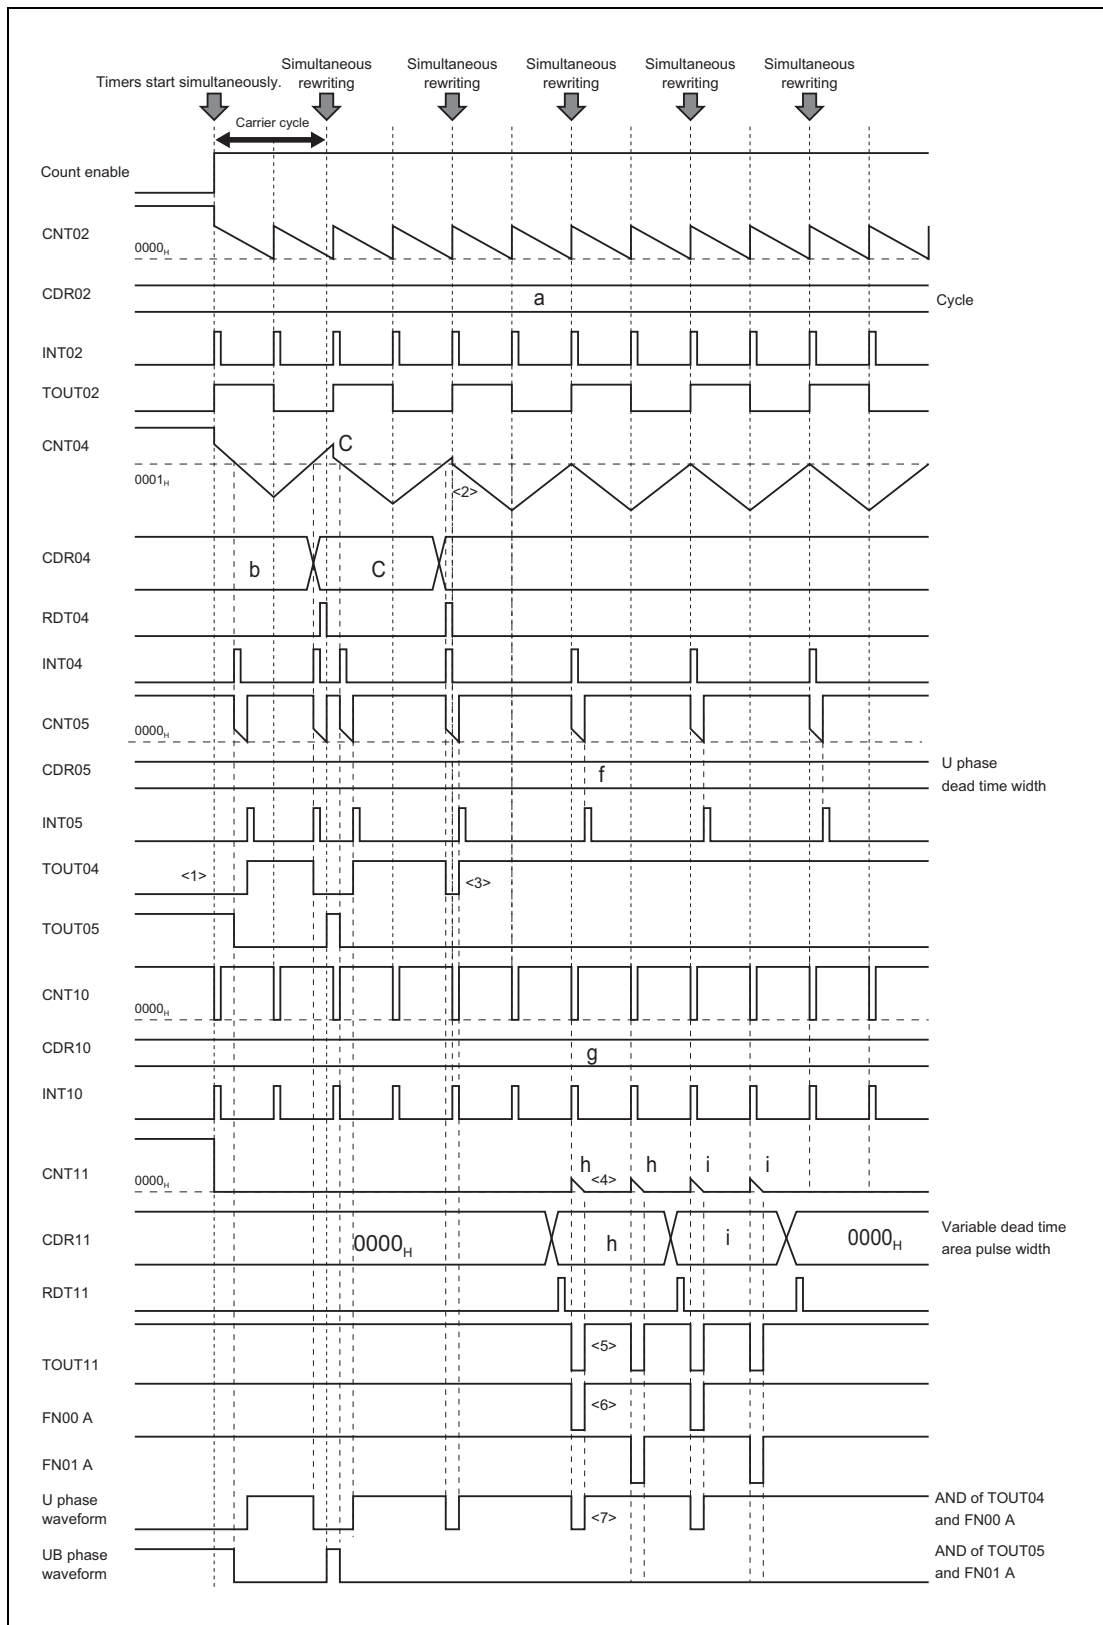 Timers start simultaneously.
Simultaneous
rewriting
Simultaneous
rewriting
Simultaneous
rewriting
Simultaneous
rewriting
Simultaneous
rewriting
Carrier cycle
Count enable
CNT02
0000H
CDR02
a
Cycle
INT02
TOUT02
CNT04
C
0001H
<2>
CDR04
b
C
RDT04
INT04
CNT05
0000H
CDR05
f
U phase
dead time width
INT05
TOUT04
<1>
<3>
TOUT05
CNT10
0000H
CDR10
g
INT10
CNT11
0000H
h
<4>
h
i
i
CDR11
0000H
h
i
0000H
Variable dead time
area pulse width
RDT11
TOUT11
<5>
FN00 A
<6>
FN01 A
U phase
waveform
<7>
AND of TOUT04
and FN00 A
UB phase
waveform
AND of TOUT05
and FN01 A